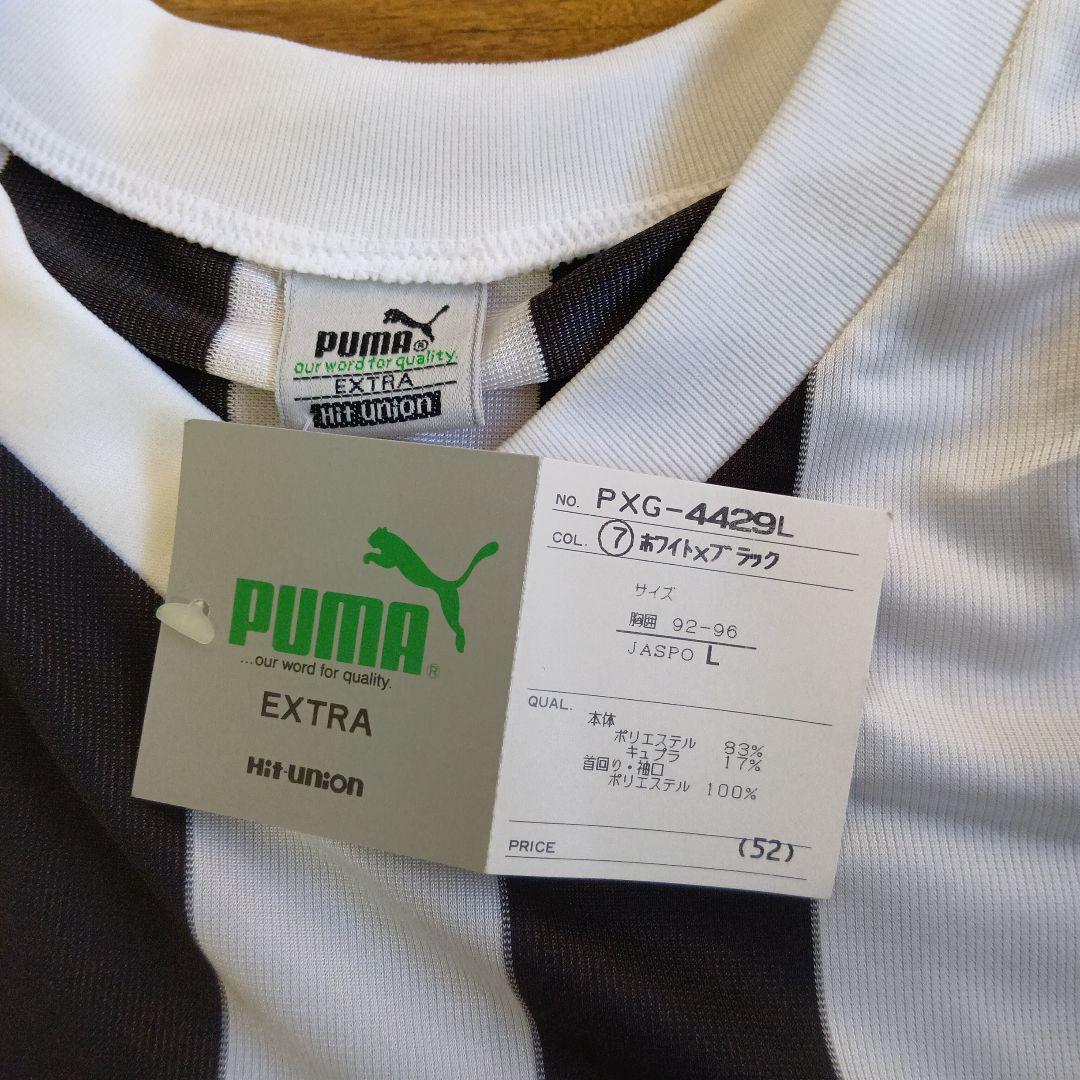 PUMA®
our word for quality.
EXTRA
Hit-union
PUMA®
...our word for quality.
EXTRA
Hit-union
NO. PXG-4429L
COL. ⑦ホワイト×ブラック
サイズ
胸囲 92-96
JASPO L
QUAL.
本体
ポリエステル 83%
キュプラ 17%
首回り・袖口
ポリエステル 100%
PRICE (52)